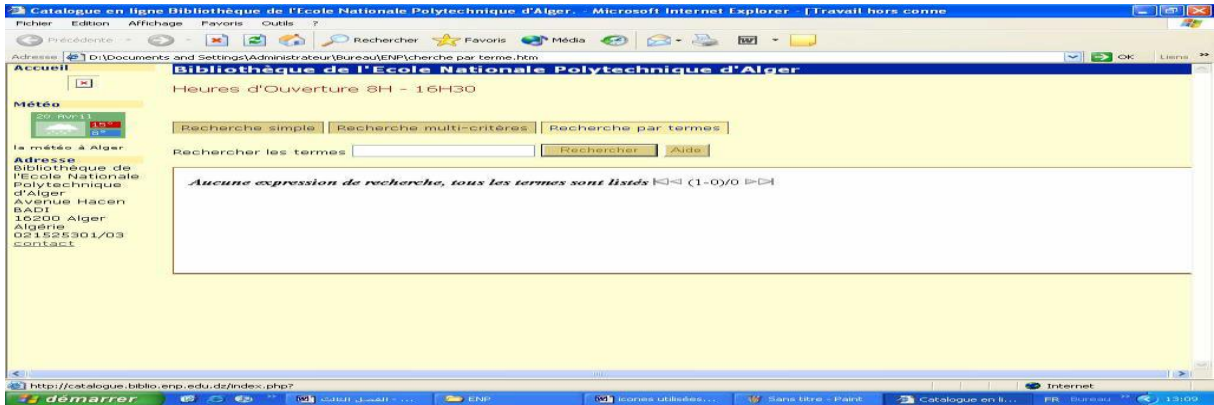 Catalogue en ligne Bibliothèque de l'Ecole Nationale Polytechnique d'Alger. - Microsoft Internet Explorer - [Travail hors conne
Fichier Edition Affichage Favoris Outils ?
Précédente Rechercher Favoris Média
Adresse D:\Documents and Settings\Administrateur\Bureau\ENP\cherche par terme.htm OK Liens »
Accueil
Bibliothèque de l'Ecole Nationale Polytechnique d'Alger
Heures d'Ouverture 8H - 16H30
Météo
20 Avril
15°
8°
la météo à Alger
Recherche simple Recherche multi-critères Recherche par termes
Rechercher les termes Rechercher Aide
Adresse
Bibliothèque de
l'Ecole Nationale
Polytechnique
d'Alger
Avenue Hacen
BADI
16200 Alger
Algérie
021525301/03
contact
Aucune expression de recherche, tous les termes sont listés (1-0)/0
http://catalogue.biblio.enp.edu.dz/index.php? Internet
démarrer » الفصل الثالث - ... ENP icones utilisées... Sans titre - Paint Catalogue en li... FR Bureau » 13:09